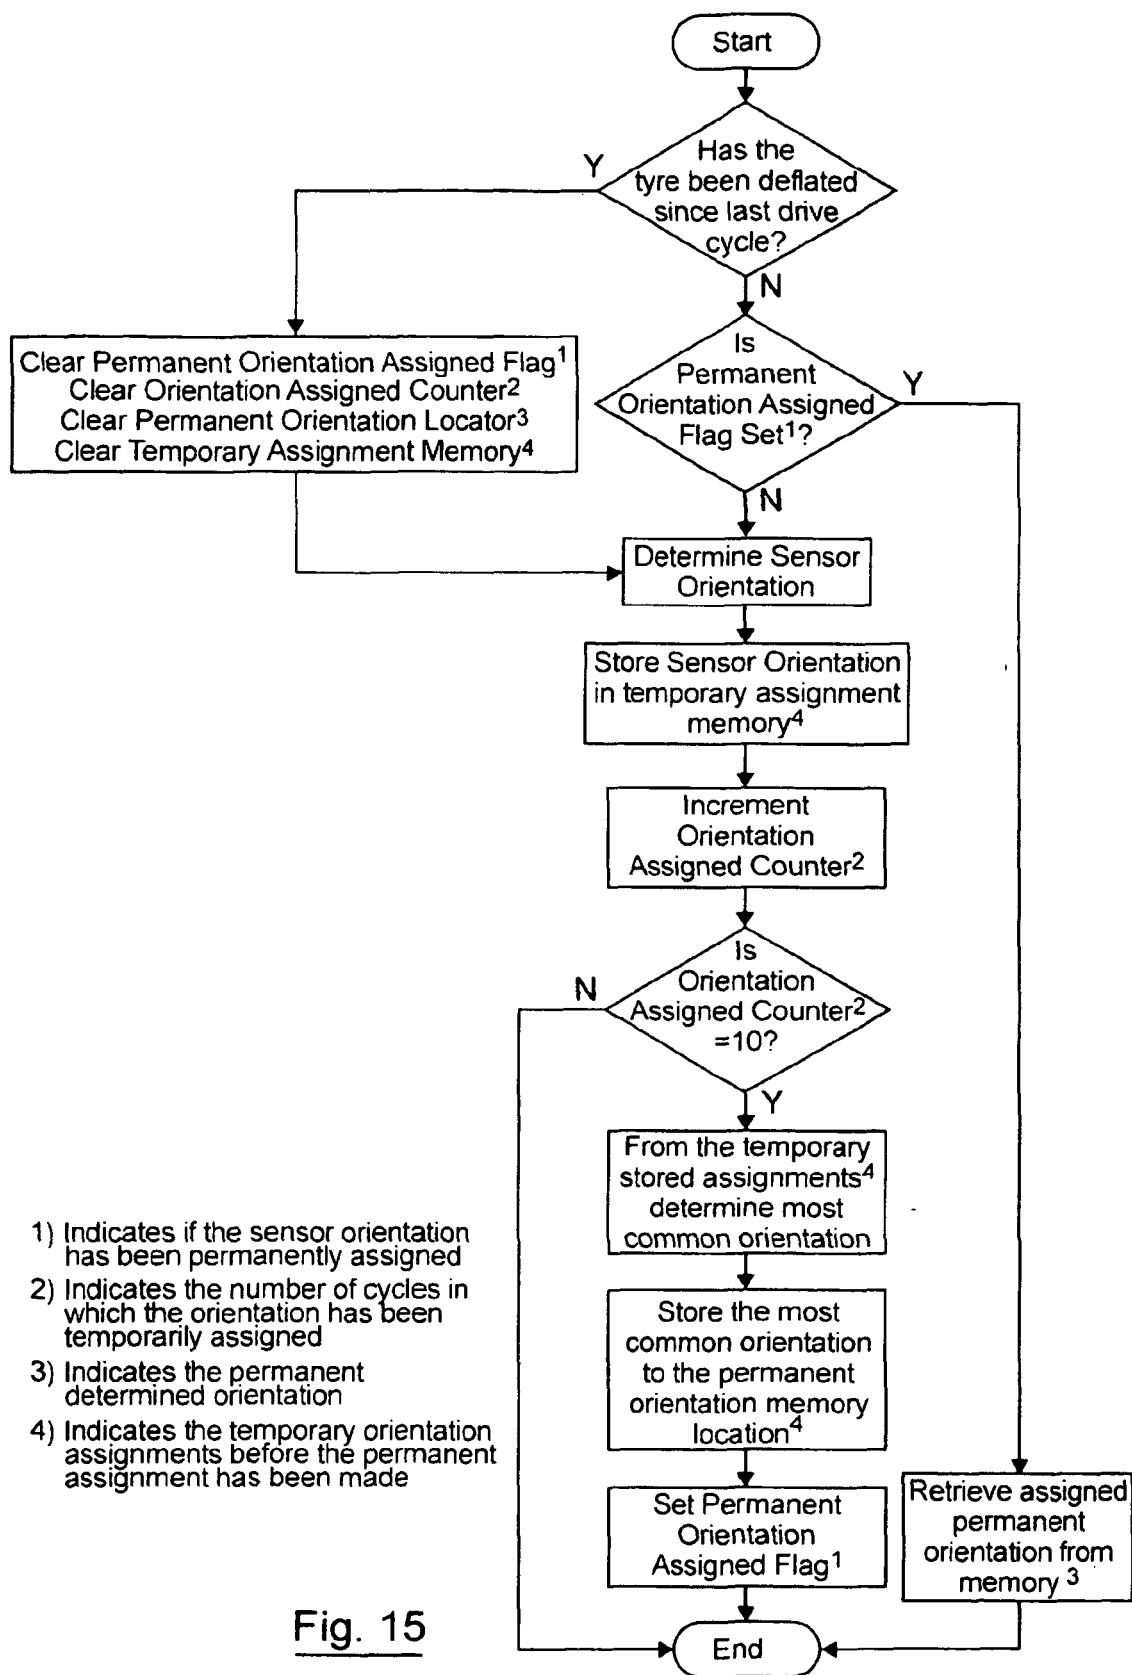 Start
Has the
tyre been deflated
since last drive
cycle?
Y
N
Clear Permanent Orientation Assigned Flag1
Clear Orientation Assigned Counter2
Clear Permanent Orientation Locator3
Clear Temporary Assignment Memory4
Is
Permanent
Orientation Assigned
Flag Set1?
Y
N
Determine Sensor
Orientation
Store Sensor Orientation
in temporary assignment
memory4
Increment
Orientation
Assigned Counter2
Is
Orientation
Assigned Counter2
=10?
N
Y
From the temporary
stored assignments4
determine most
common orientation
Store the most
common orientation
to the permanent
orientation memory
location4
Set Permanent
Orientation
Assigned Flag1
Retrieve assigned
permanent
orientation from
memory 3
End
1) Indicates if the sensor orientation
has been permanently assigned
2) Indicates the number of cycles in
which the orientation has been
temporarily assigned
3) Indicates the permanent
determined orientation
4) Indicates the temporary orientation
assignments before the permanent
assignment has been made
Fig. 15